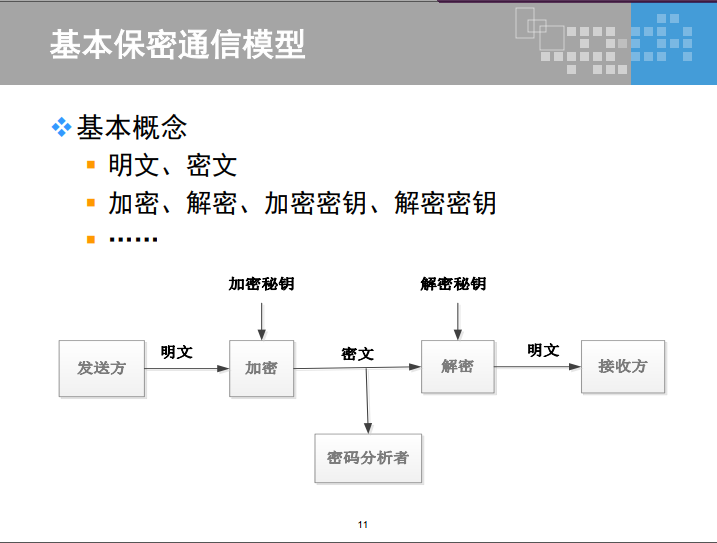 基本保密通信模型
基本概念
明文、密文
加密、解密、加密密钥、解密密钥
……
加密秘钥
解密秘钥
发送方
明文
加密
密文
解密
明文
接收方
密码分析者
11